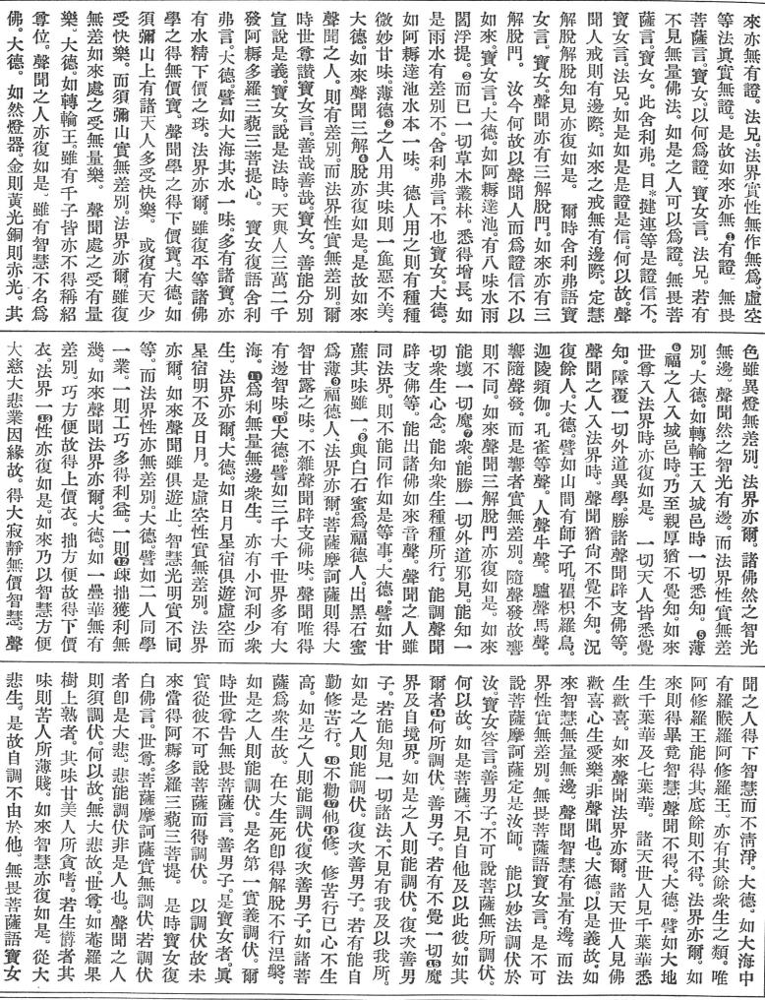 來亦無有證。法兄。法界實性無作無爲。虛空
等法眞實無證。是故如來亦無❶有證。無畏
菩薩言。寶女。以何爲證。寶女言。法兄。若有
不見無量佛法。如是之人可以爲證。無畏菩
薩言。寶女。此舍利弗。目*揵連等是證信不。
寶女言。法兄。如是如是是證是信。何以故。聲
聞人戒則有邊際。如來之戒無有邊際。定慧
解脫解脫知見亦復如是。 爾時舍利弗語寶
女言。寶女。聲聞亦有三解脫門。如來亦有三
解脫門。 汝今何故以聲聞人而爲證信不以
如來。寶女言。大德。如阿耨達池。有八味水雨
閻浮提。❷而已一切草木叢林。悉得增長。如
是雨水有差別不。舍利弗言。不也寶女。大德。
如阿耨達池水本一味。 德人用之則有種種
微妙甘味。薄德❸之人用其味則一麁惡不美。
大德。如來聲聞三解❹脫亦復如是。是故如來
聲聞之人。則有差別。而法界性實無差別。爾
時世尊讚寶女言。善哉善哉。寶女。善能分別
宣說是義。寶女。說是法時。天與人三萬二千
發阿耨多羅三藐三菩提心。 寶女復語舍利
弗言。大德。譬如大海其水一味。多有諸寶。亦
有水精下價之珠。法界亦爾。雖復平等諸佛
學之得無價寶。聲聞學之得下價寶。大德。如
須彌山上有諸天人多受快樂。 或復有天少
受快樂。而須彌山實無差別。法界亦爾。雖復
無差如來處之受無量樂。 聲聞處之受有量
樂。大德。如轉輪王。雖有千子皆亦不得稱紹
尊位。聲聞之人亦復如是。雖有智慧不名爲
佛。大德。如然燈器。金則黃光銅則赤光。其
色雖異燈無差別。法界亦爾。諸佛然之智光
無邊。聲聞然之智光有邊。而法界性實無差
別。大德。如轉輪王入城邑時一切悉知。❺薄
❻福之人入城邑時。乃至親厚猶不覺知。如來
世尊入法界時亦復如是。 一切天人皆悉覺
知。障覆一切外道異學。勝諸聲聞辟支佛等。
聲聞之人入法界時。聲聞猶尙不覺不知。況
復餘人。大德。譬如山間有師子吼。瞿枳羅鳥。
迦陵頻伽。孔雀等聲。人聲牛聲。 驢聲馬聲。
響隨聲發。而是響者實無差別。隨聲發故響
則不同。如來聲聞三解脫門亦復如是。 如來
能壞一切魔❼衆。能勝一切外道邪見。能知一
切衆生心念。能知衆生種種所行。能調聲聞
辟支佛等。能出諸佛如來音聲。聲聞之人雖
同法界。則不能同作如是等事。大德。譬如甘
蔗其味雖一。❽與白石蜜爲福德人。出黑石蜜
爲薄❾福德人。法界亦爾。菩薩摩訶薩則得大
智甘露之味。不雜聲聞辟支佛味。聲聞唯得
有邊智味。❿大德。譬如三千大千世界多有大
海。⓫爲利無量無邊衆生。 亦有小河利少衆
生。法界亦爾。大德。如日月星宿俱遊虛空而
星宿明不及日月。是虛空性實無差別。法界
亦爾。如來聲聞雖俱遊止。智慧光明實不同
等。而法界性亦無差別。大德。譬如二人同學
一業。一則工巧多得利益。一則⓬疎拙獲利無
幾。如來聲聞法界亦爾。大德。如一疊華無有
差別。巧方便故得上價衣。拙方便故得下價
衣。法界一⓭性亦復如是。如來乃以智慧方便
大慈大悲業因緣故。得大寂靜無價智慧。聲
聞之人得下智慧而不清淨。大德。如大海中
有羅睺羅阿修羅王。亦有其餘衆生之類。唯
阿修羅王能得其底餘則不得。法界亦爾。如
來則得畢竟智慧。聲聞不得。大德。譬如大地
生千葉華及七葉華。 諸天世人見千葉華悉
生歡喜。如來聲聞法界亦爾。諸天世人見佛
歡喜心生愛樂。非聲聞也。大德。以是義故。如
來智慧無量無邊。聲聞智慧有量有邊。而法
界性實無差別。無畏菩薩語寶女言。是不可
說菩薩摩訶薩定是汝師。 能以妙法調伏於
汝。寶女答言。善男子。不可說菩薩無所調伏。
何以故。如是菩薩。不見自他及以此彼。如其
爾者⓮何所調伏。善男子。若有不覺一切⓯魔
界及自境界。如是之人則能調伏。復次善男
子。若能知見一切諸法。不見有我及以我所。
如是之人則能調伏。復次善男子。若有能自
勤修苦行。⓰不勸⓱他⓲修。修苦行已心不生
高。如是之人則能調伏。復次善男子。如諸菩
薩爲衆生故。在大生死卽得解脫不行涅槃。
如是之人則能調伏。是名第一實義調伏。爾
時世尊告無畏菩薩言。善男子。是寶女者。眞
實從彼不可說菩薩而得調伏。 以調伏故未
來當得阿耨多羅三藐三菩提。 是時寶女復
白佛言。世尊。菩薩摩訶薩實無調伏。若調伏
者卽是大悲。悲能調伏非是人也。聲聞之人
則須調伏。何以故。無大悲故。世尊。如菴羅果
樹上熟者。其味甘美人所貪嗜。若生爵者其
味則苦人所薄賤。如來智慧亦復如是。從大
悲生。是故自調不由於他。無畏菩薩語寶女